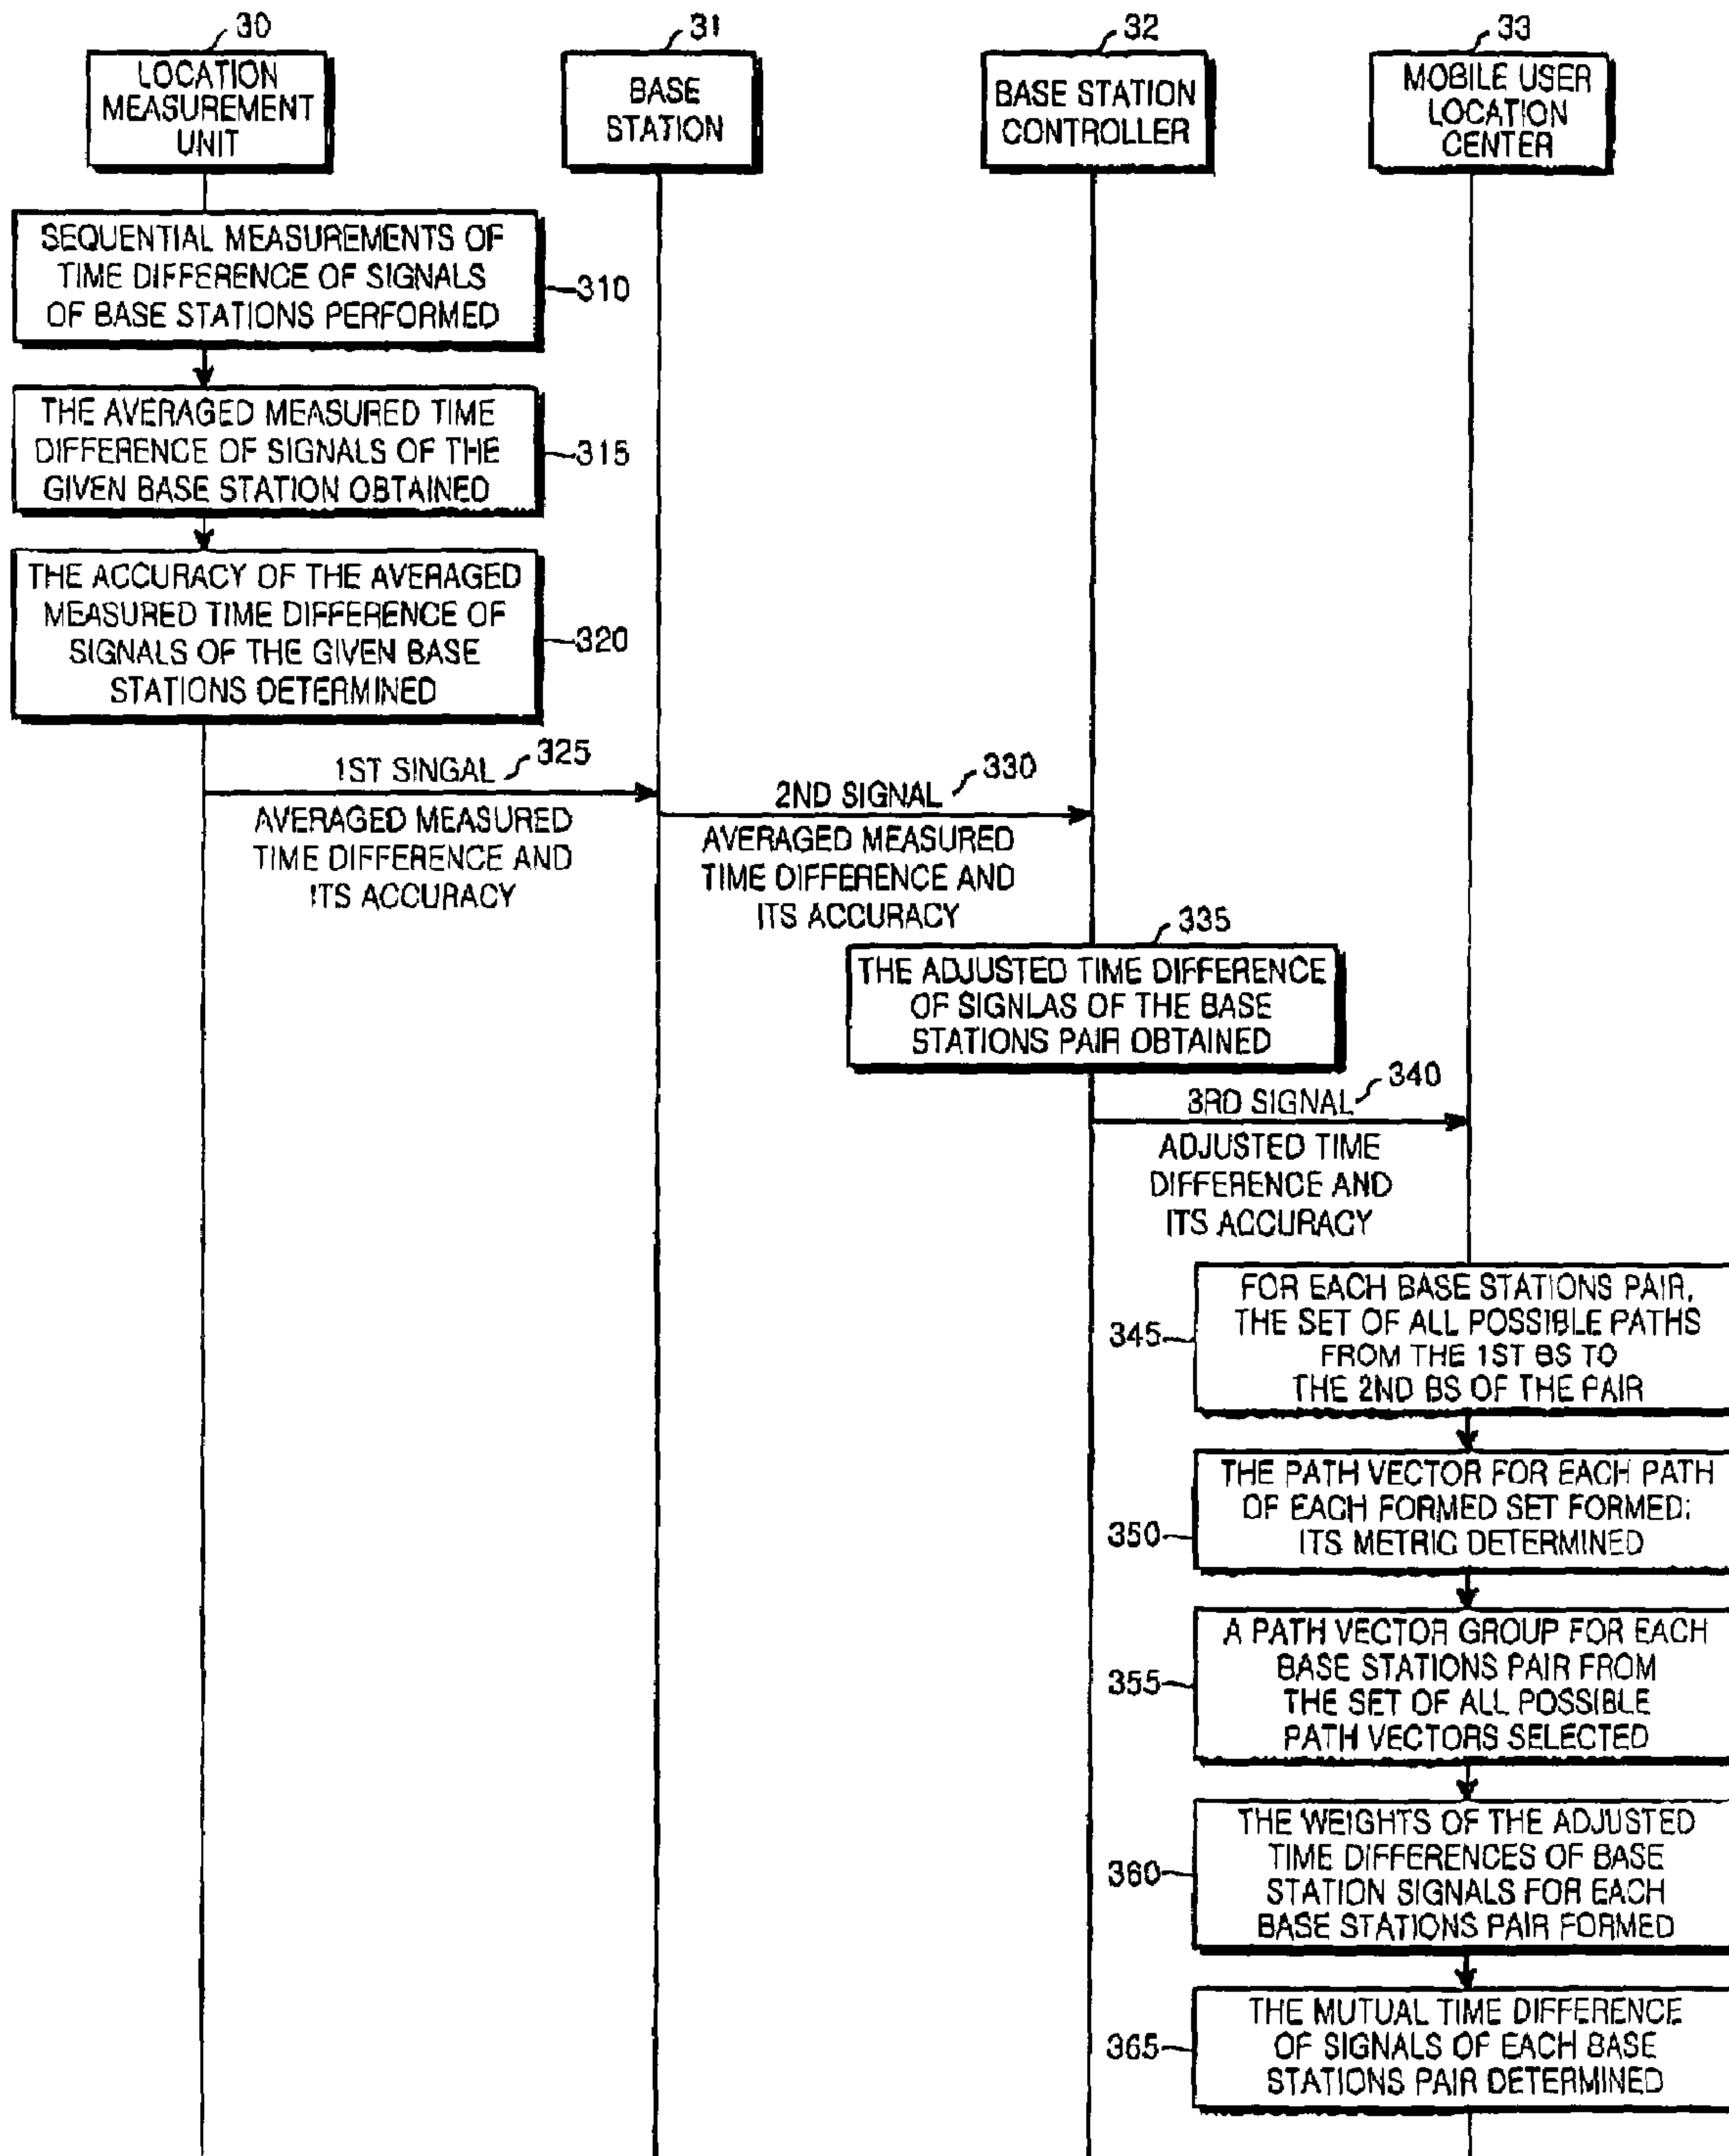 30
31
32
33
LOCATION
MEASUREMENT
UNIT
BASE
STATION
BASE STATION
CONTROLLER
MOBILE USER
LOCATION
CENTER
SEQUENTIAL MEASUREMENTS OF
TIME DIFFERENCE OF SIGNALS
OF BASE STATIONS PERFORMED
310
THE AVERAGED MEASURED TIME
DIFFERENCE OF SIGNALS OF THE
GIVEN BASE STATION OBTAINED
315
THE ACCURACY OF THE AVERAGED
MEASURED TIME DIFFERENCE OF
SIGNALS OF THE GIVEN BASE
STATIONS DETERMINED
320
1ST SINGAL
325
AVERAGED MEASURED
TIME DIFFERENCE AND
ITS ACCURACY
2ND SIGNAL
330
AVERAGED MEASURED
TIME DIFFERENCE AND
ITS ACCURACY
335
THE ADJUSTED TIME DIFFERENCE
OF SIGNLAS OF THE BASE
STATIONS PAIR OBTAINED
3RD SIGNAL
340
ADJUSTED TIME
DIFFERENCE AND
ITS ACCURACY
345
FOR EACH BASE STATIONS PAIR,
THE SET OF ALL POSSIBLE PATHS
FROM THE 1ST BS TO
THE 2ND BS OF THE PAIR
350
THE PATH VECTOR FOR EACH PATH
OF EACH FORMED SET FORMED;
ITS METRIC DETERMINED
355
A PATH VECTOR GROUP FOR EACH
BASE STATIONS PAIR FROM
THE SET OF ALL POSSIBLE
PATH VECTORS SELECTED
360
THE WEIGHTS OF THE ADJUSTED
TIME DIFFERENCES OF BASE
STATION SIGNALS FOR EACH
BASE STATIONS PAIR FORMED
365
THE MUTUAL TIME DIFFERENCE
OF SIGNALS OF EACH BASE
STATIONS PAIR DETERMINED